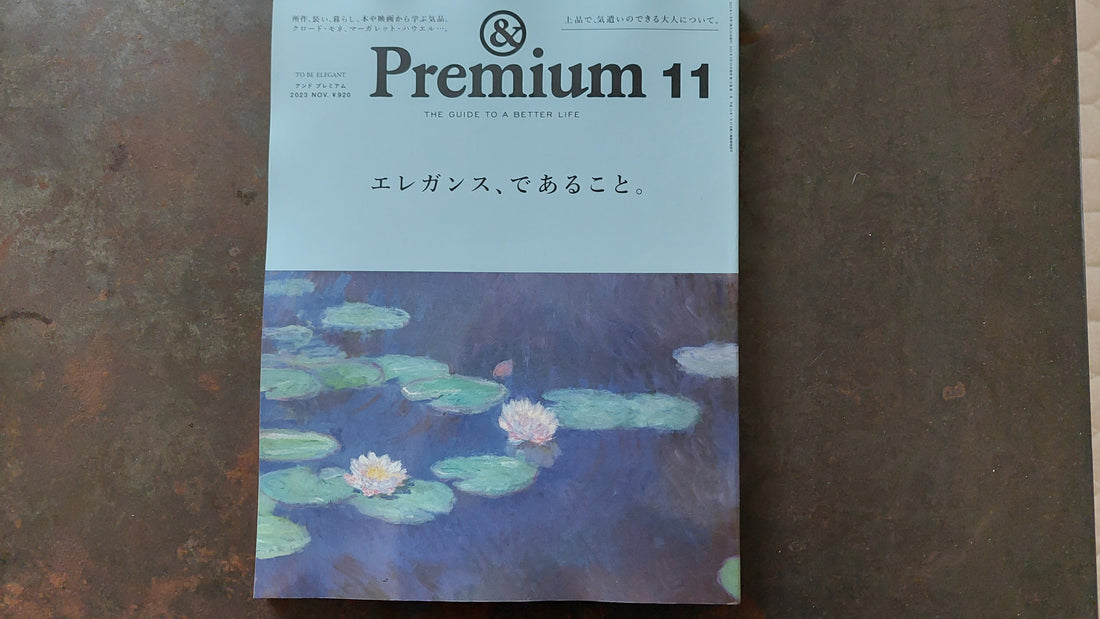 所作、装い、暮らし、本や映画から学ぶ気品。
クロード・モネ、マーガレット・ハウエル…。
上品で、気遣いのできる大人について。
&
Premium 11
TO BE ELEGANT
アンド プレミアム
2023 NOV. ¥920
THE GUIDE TO A BETTER LIFE
エレガンス、であること。